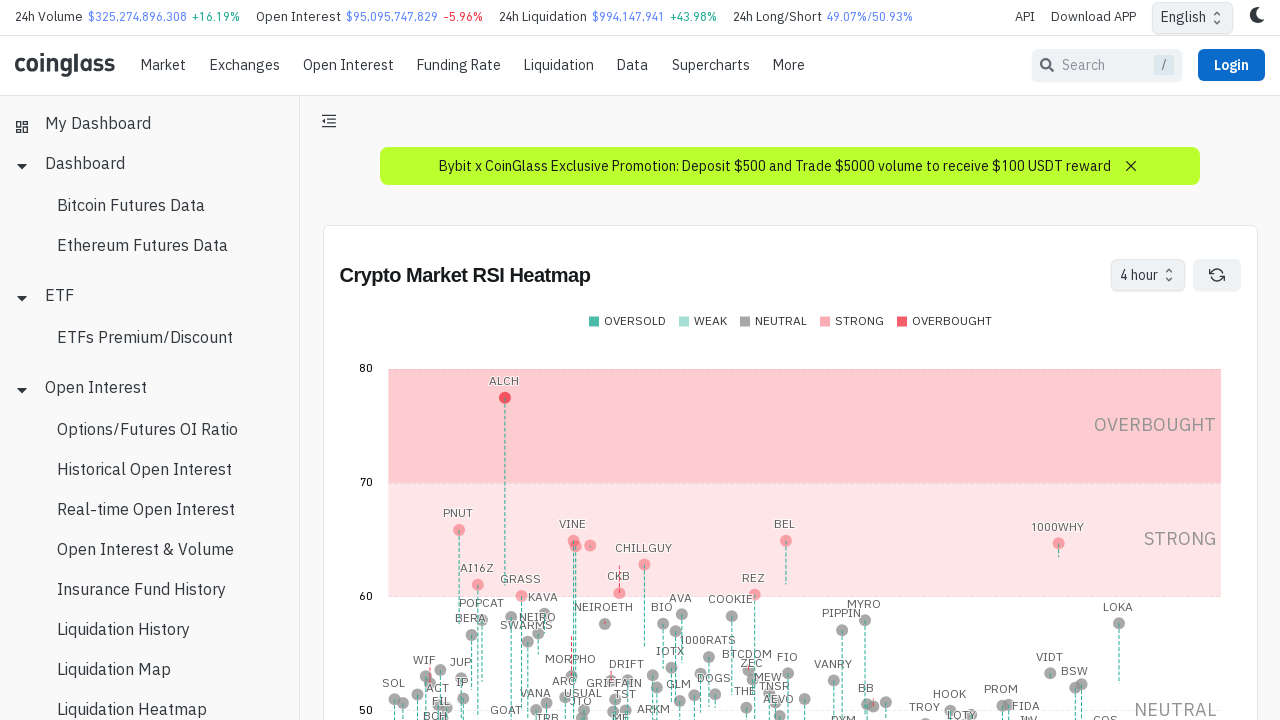 24h Volume $325,274,896,308 +16.19% Open Interest $95,095,747,829 -5.96% 24h Liquidation $994,147,941 +43.98% 24h Long/Short 49.07%/50.93% API Download APP English
coinglass Market Exchanges Open Interest Funding Rate Liquidation Data Supercharts More Search / Login
My Dashboard
Dashboard
Bitcoin Futures Data
Ethereum Futures Data
ETF
ETFs Premium/Discount
Open Interest
Options/Futures OI Ratio
Historical Open Interest
Real-time Open Interest
Open Interest & Volume
Insurance Fund History
Liquidation History
Liquidation Map
Liquidation Heatmap
Bybit x CoinGlass Exclusive Promotion: Deposit $500 and Trade $5000 volume to receive $100 USDT reward
Crypto Market RSI Heatmap 4 hour
OVERSOLD WEAK NEUTRAL STRONG OVERBOUGHT
80
ALCH
OVERBOUGHT
70
PNUT VINE BEL 1000WHY
STRONG
CHILLGUY
AI16Z GRASS CKB REZ
60
POPCAT KAVA NEIROETH BIO AVA COOKIE MYRO LOKA
BERA NEIRO PIPPIN
SWARMS
1000RATS
IOTX BTCDOM FIO VIDT
WIF JUP MORPHO DRIFT ZEC VANRY
BSW
SOL ACT IP ARC GRIFFAIN DOGS MEW
GLM TNSR BB PROM
VANA USUAL TST THE HOOK
FIL JTO AEVO
GOAT ARKM TROY FIDA
50 NEUTRAL
BCH TRB ME DYM LQTY